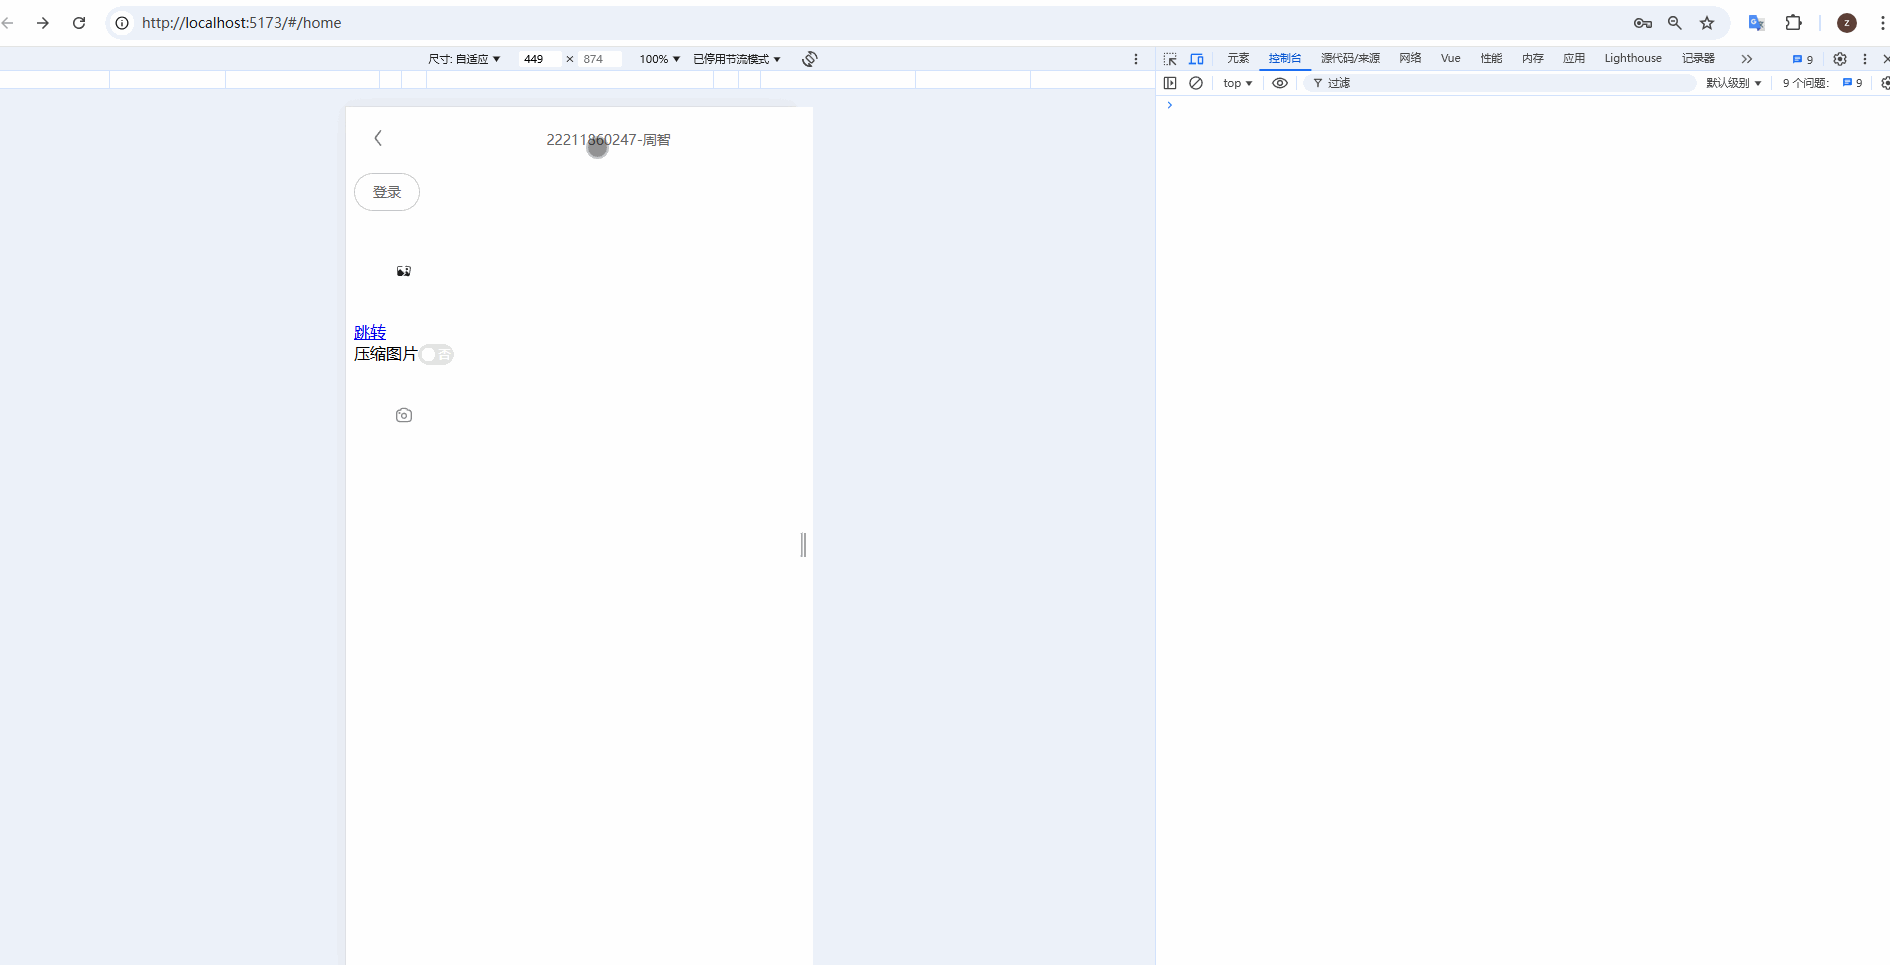 http://localhost:5173/#/home
z
尺寸: 自适应 ▼ 449 × 874 100% ▼ 已停用节流模式 ▼
元素 控制台 源代码/来源 网络 Vue 性能 内存 应用 Lighthouse 记录器 9
top ▼ 过滤 默认级别 ▼ 9 个问题: 9
22211860247-周智
登录
跳转
压缩图片 否